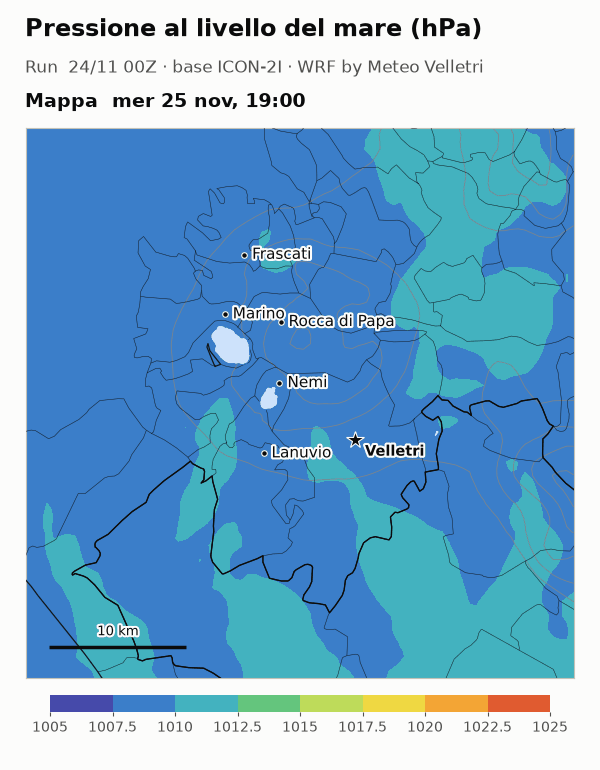 Pressione al livello del mare (hPa)
Run  24/11 00Z · base ICON-2I · WRF by Meteo Velletri
Mappa  mer 25 nov, 19:00
Frascati
Marino
Rocca di Papa
Nemi
Velletri
Lanuvio
10 km
1005 1007.5 1010 1012.5 1015 1017.5 1020 1022.5 1025